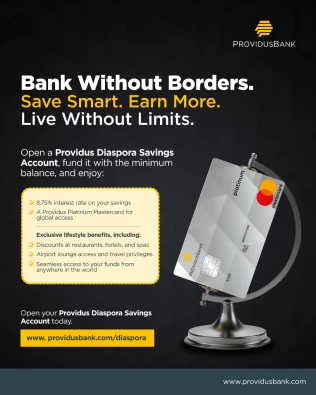 PROVIDUSBANK
Bank Without Borders.
Save Smart. Earn More.
Live Without Limits.
Open a Providus Diaspora Savings
Account, fund it with the minimum
balance, and enjoy:
8.75% interest rate on your savings
A Providus Platinum Mastercard for
global access
Exclusive lifestyle benefits, including:
Discounts at restaurants, hotels, and spas
Airport lounge access and travel privileges
Seamless access to your funds from
anywhere in the world
platinum
mastercard
PROVIDUSBANK
Open your Providus Diaspora Savings
Account today.
www. providusbank.com/diaspora
www.providusbank.com